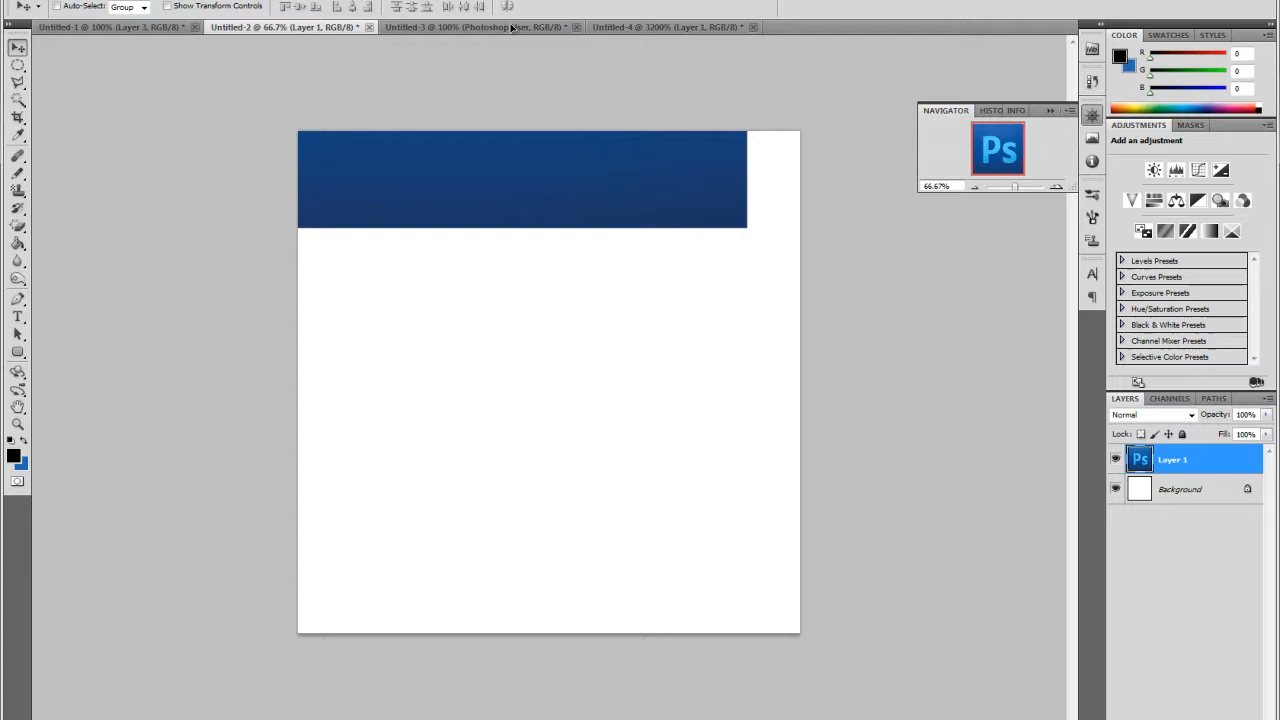 Auto-Select: Group Show Transform Controls
Untitled-1 @ 100% (Layer 3, RGB/8) * Untitled-2 @ 66.7% (Layer 1, RGB/8) * Untitled-3 @ 100% (Photoshop User, RGB/8) * Untitled-4 @ 3200% (Layer 1, RGB/8) *
COLOR SWATCHES STYLES
R 0
G 0
B 0
NAVIGATOR HISTO INFO
Ps
66.67%
ADJUSTMENTS MASKS
Add an adjustment
Levels Presets
Curves Presets
Exposure Presets
Hue/Saturation Presets
Black & White Presets
Channel Mixer Presets
Selective Color Presets
LAYERS CHANNELS PATHS
Normal Opacity: 100%
Lock: Fill: 100%
Ps Layer 1
Background
Mb
A
T